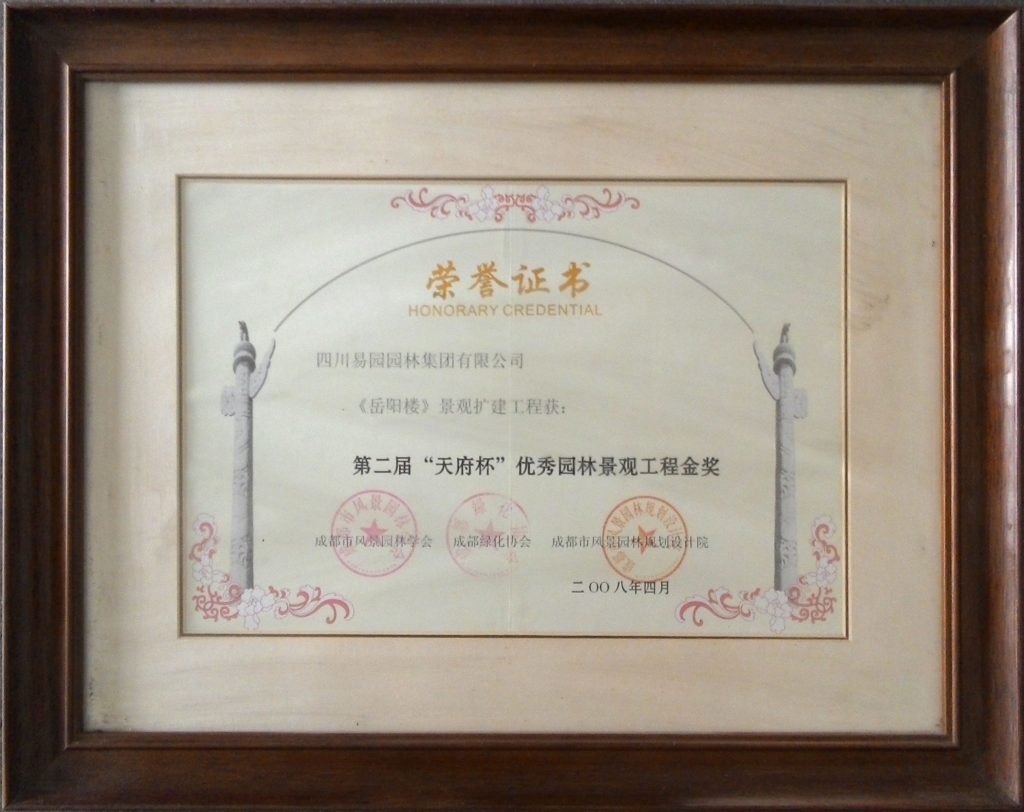 荣誉证书
HONORARY CREDENTIAL
四川易园园林集团有限公司
《岳阳楼》景观扩建工程获：
第二届“天府杯”优秀园林景观工程金奖
成都市风景园林学会 成都绿化协会 成都市风景园林规划设计院
二OO八年四月